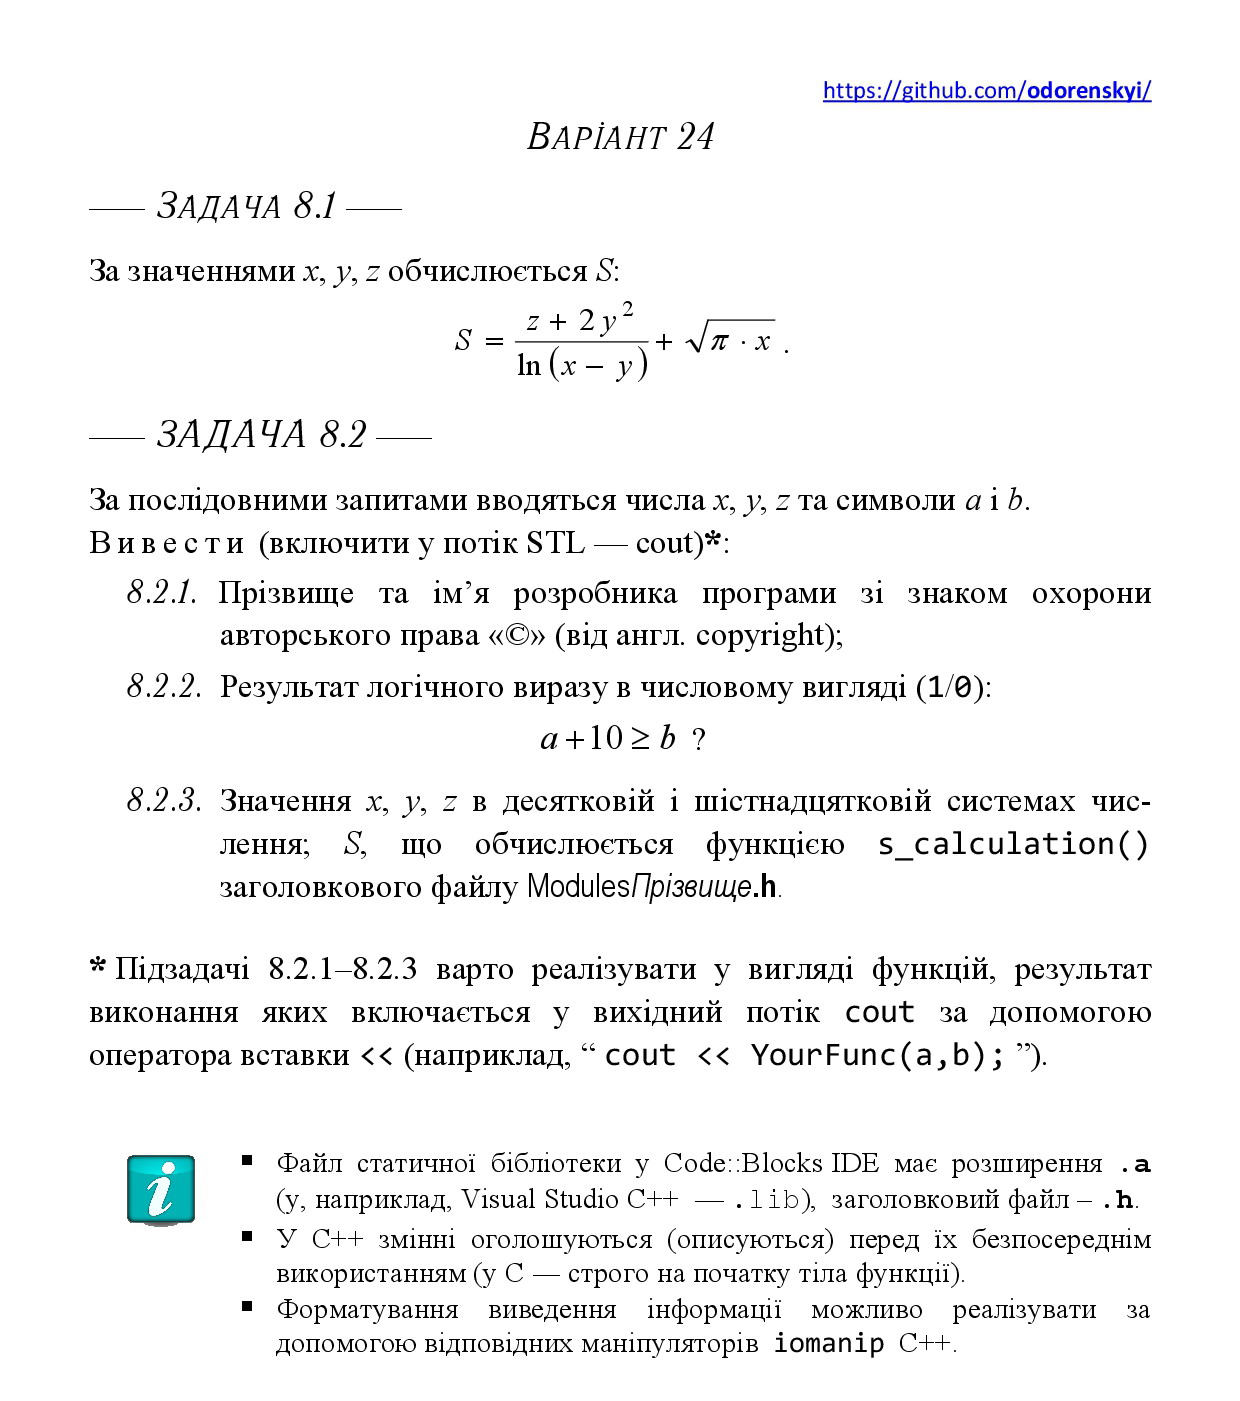 https://github.com/odorenskyi/
ВАРІАНТ 24
—— ЗАДАЧА 8.1 ——
За значеннями x, y, z обчислюється S:
S = \frac{z + 2y^2}{\ln(x - y)} + \sqrt{π · x} .
—— ЗАДАЧА 8.2 ——
За послідовними запитами вводяться числа x, y, z та символи a і b.
Вивести (включити у потік STL — cout)*:
8.2.1. Прізвище та ім’я розробника програми зі знаком охорони
авторського права «©» (від англ. copyright);
8.2.2. Результат логічного виразу в числовому вигляді (1/0):
a+10 ≥ b ?
8.2.3. Значення x, y, z в десятковій і шістнадцятковій системах чис-
лення; S, що обчислюється функцією s_calculation()
заголовкового файлу ModulesПрізвище.h.
* Підзадачі 8.2.1–8.2.3 варто реалізувати у вигляді функцій, результат
виконання яких включається у вихідний потік cout за допомогою
оператора вставки << (наприклад, “ cout << YourFunc(a,b); ”).
i
▪ Файл статичної бібліотеки у Code::Blocks IDE має розширення .a
(у, наприклад, Visual Studio C++ — .lib), заголовковий файл – .h.
▪ У C++ змінні оголошуються (описуються) перед їх безпосереднім
використанням (у C — строго на початку тіла функції).
▪ Форматування виведення інформації можливо реалізувати за
допомогою відповідних маніпуляторів iomanip C++.